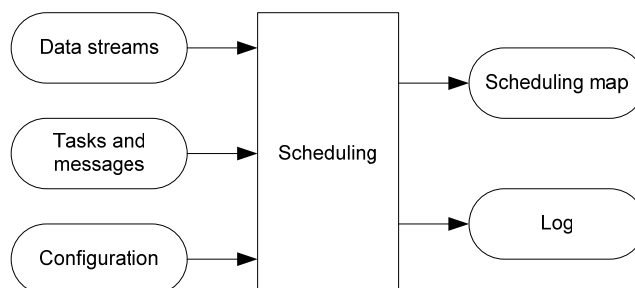 Data streams
Tasks and
messages
Configuration
Scheduling
Scheduling map
Log